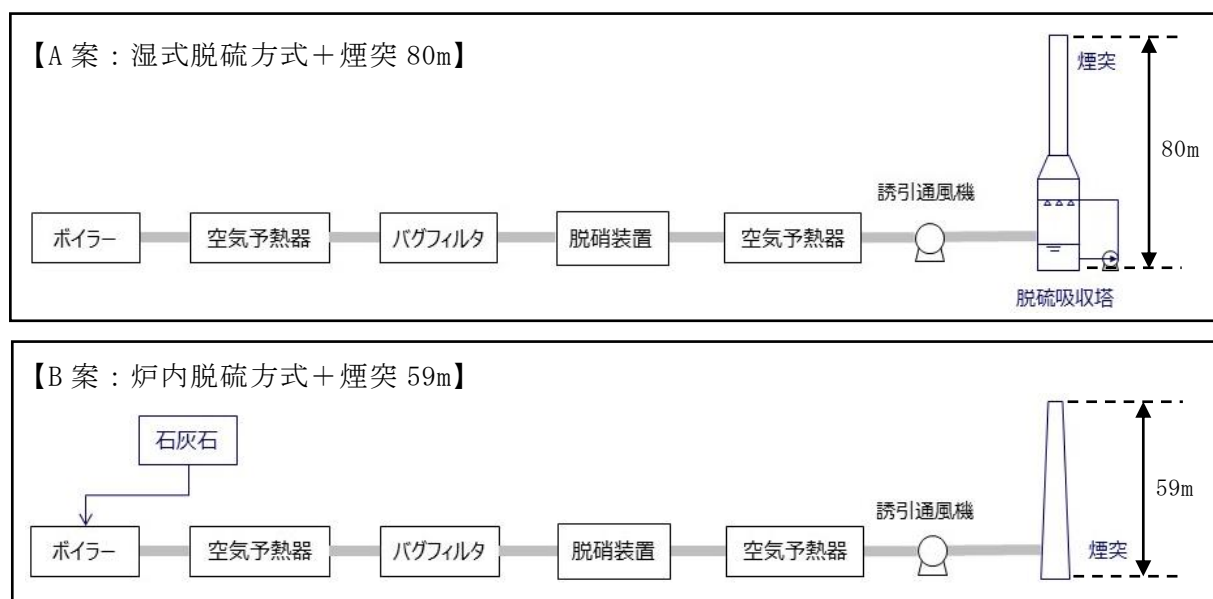 【A案：湿式脱硫方式＋煙突 80m】
煙突
80m
誘引通風機
ボイラー
空気予熱器
バグフィルタ
脱硝装置
空気予熱器
脱硫吸収塔
【B案：炉内脱硫方式＋煙突 59m】
石灰石
59m
誘引通風機
ボイラー
空気予熱器
バグフィルタ
脱硝装置
空気予熱器
煙突